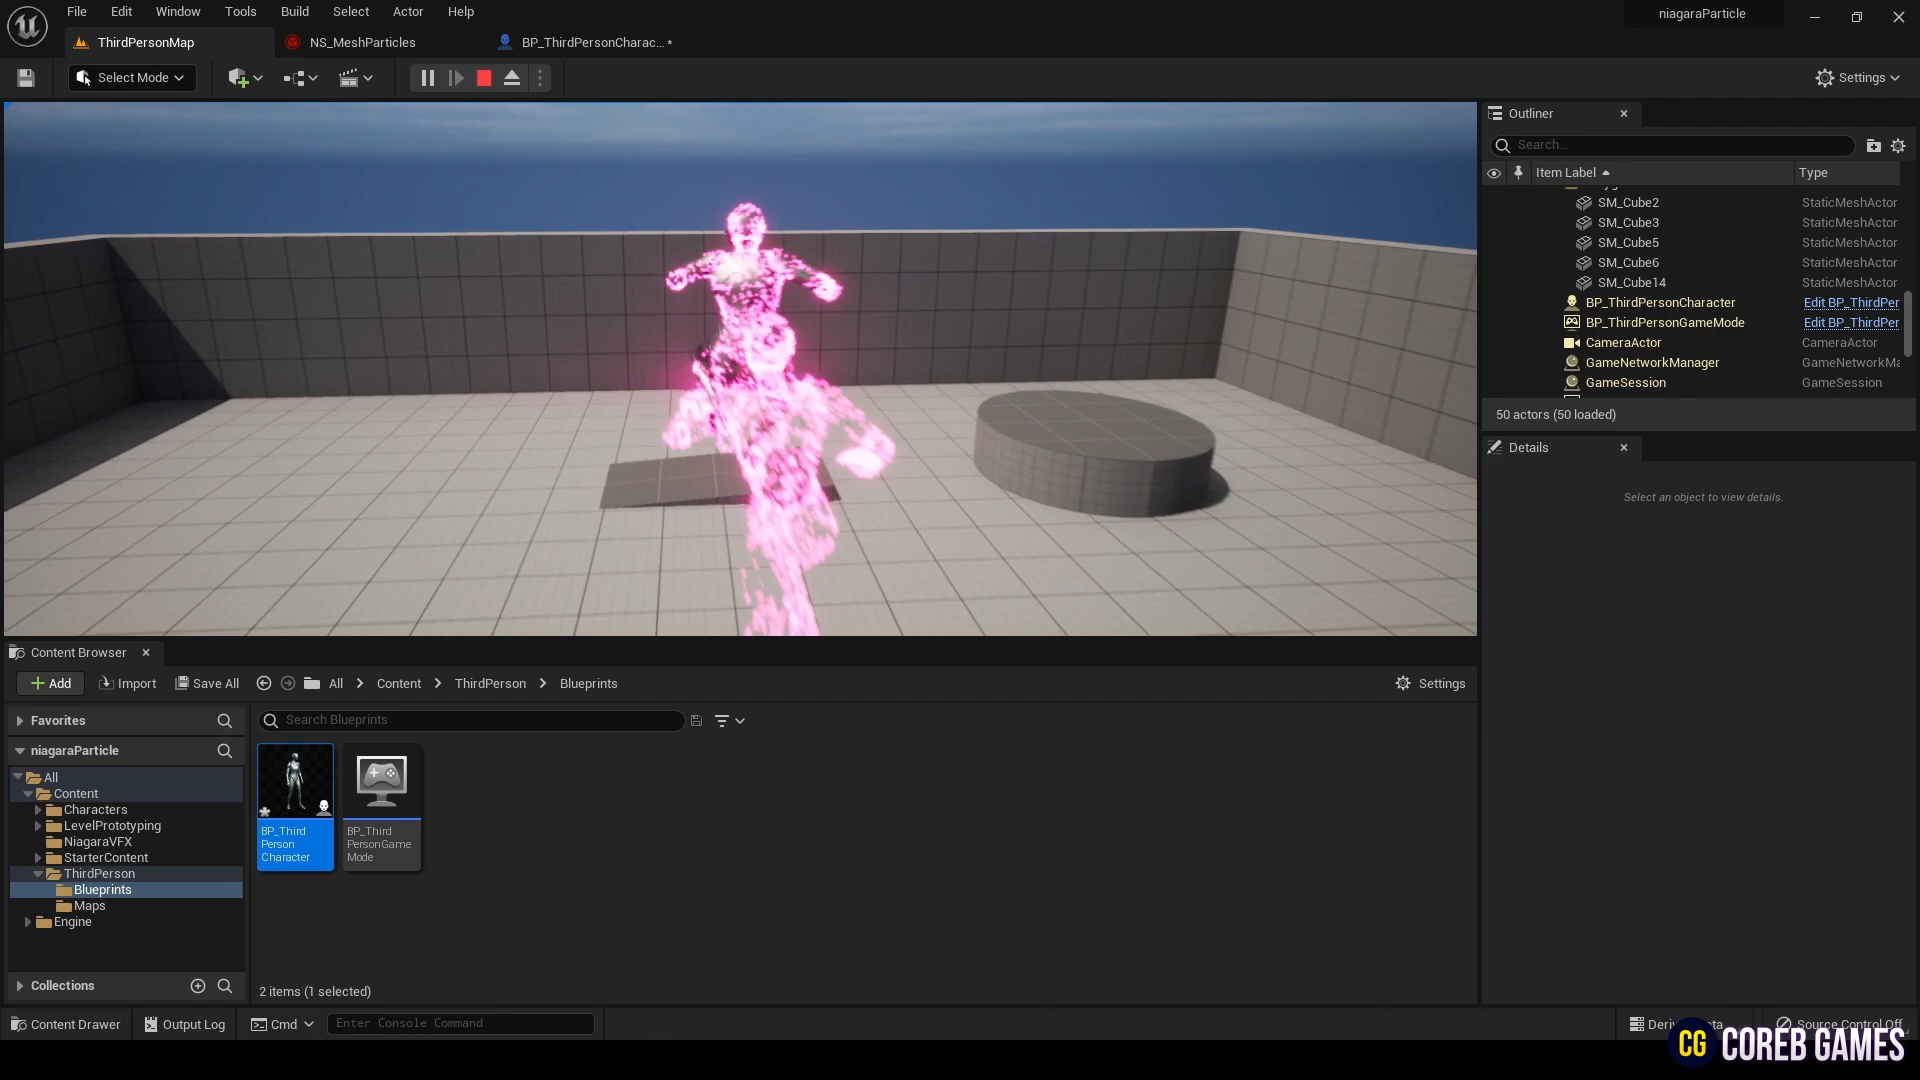 File Edit Window Tools Build Select Actor Help
niagaraParticle
ThirdPersonMap
NS_MeshParticles
BP_ThirdPersonCharac... •
Select Mode
Settings
Outliner
Search...
Item Label
Type
SM_Cube2 StaticMeshActor
SM_Cube3 StaticMeshActor
SM_Cube5 StaticMeshActor
SM_Cube6 StaticMeshActor
SM_Cube14 StaticMeshActor
BP_ThirdPersonCharacter Edit BP_ThirdPer
BP_ThirdPersonGameMode Edit BP_ThirdPer
CameraActor CameraActor
GameNetworkManager GameNetworkMa
GameSession GameSession
50 actors (50 loaded)
Details
Select an object to view details.
Content Browser
Add Import Save All All Content ThirdPerson Blueprints Settings
Favorites
Search Blueprints
niagaraParticle
All
Content
Characters
LevelPrototyping
NiagaraVFX
StarterContent
ThirdPerson
Blueprints
Maps
Engine
BP_Third
Person
Character
BP_Third
PersonGame
Mode
Collections
2 items (1 selected)
Content Drawer Output Log Cmd Enter Console Command
Source Control Off
CG COREB GAMES